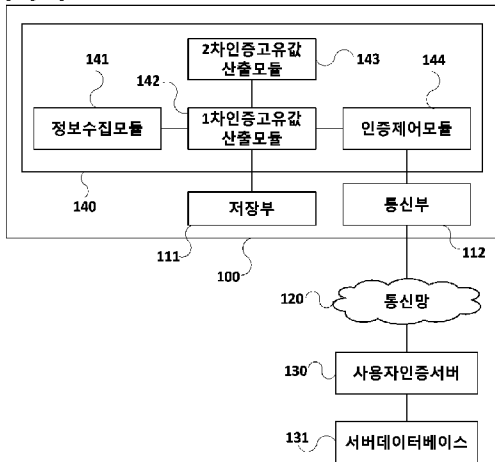 2차인증고유값
산출모듈
143
141
142
144
정보수집모듈
1차인증고유값
산출모듈
인증제어모듈
140
저장부
통신부
111
112
100
120
통신망
130
사용자인증서버
131
서버데이터베이스